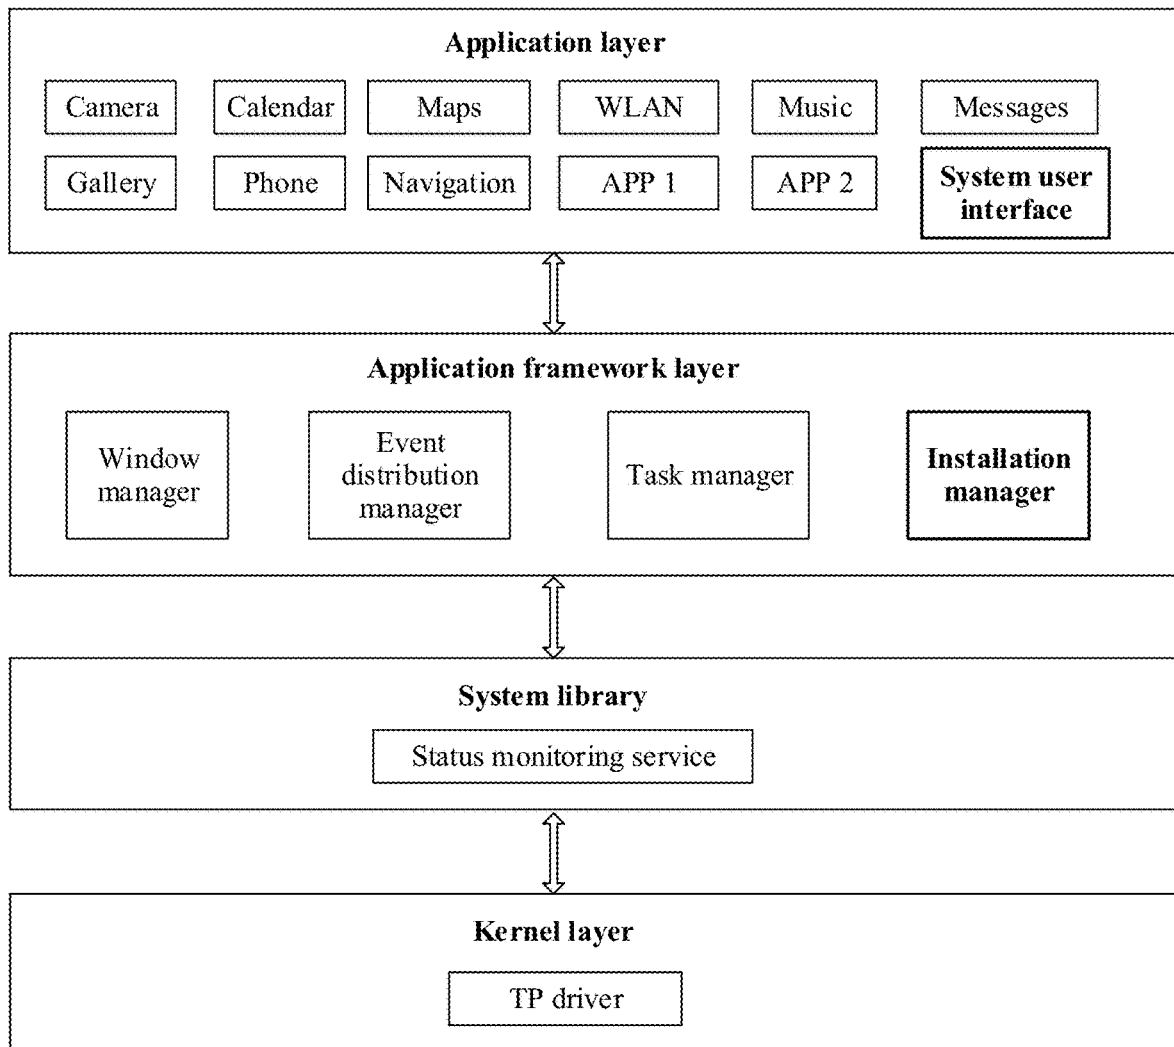 Application layer
Camera
Calendar
Maps
WLAN
Music
Messages
Gallery
Phone
Navigation
APP 1
APP 2
System user
interface
Application framework layer
Window
manager
Event
distribution
manager
Task manager
Installation
manager
System library
Status monitoring service
Kernel layer
TP driver